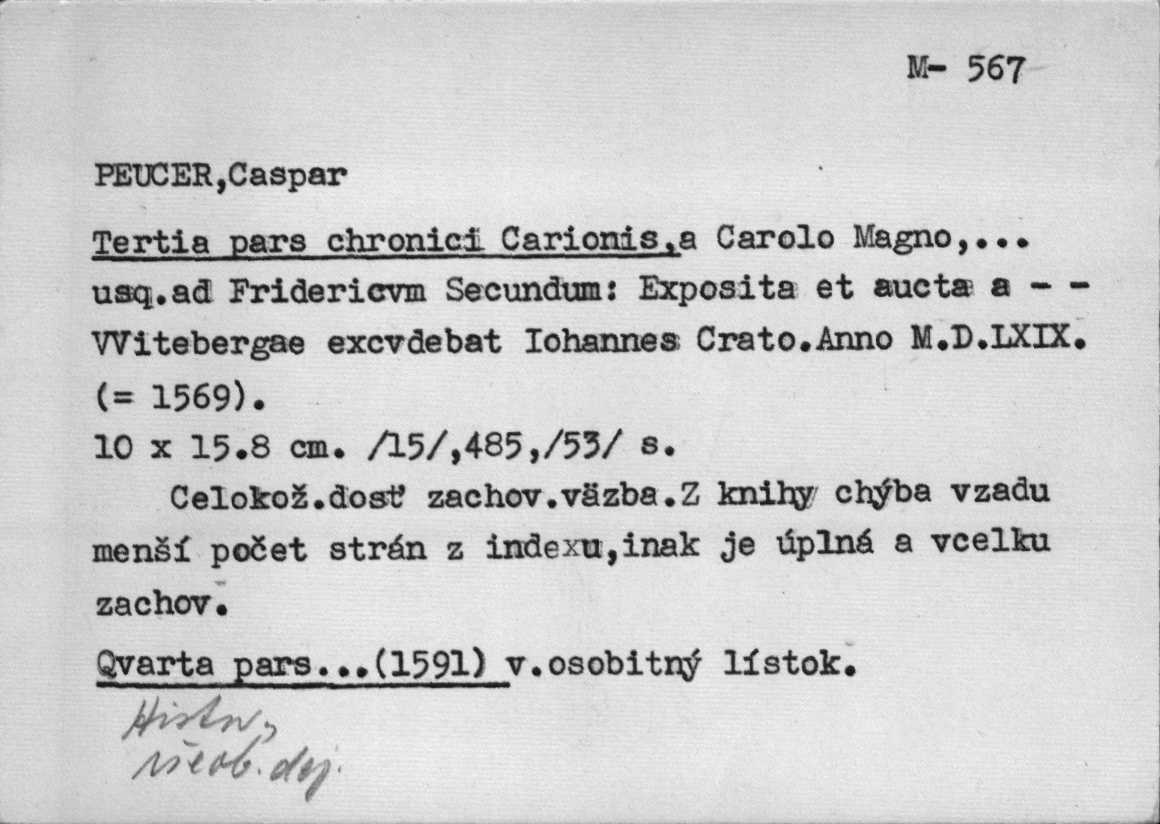 M- 567
PEUCER,Caspar
Tertia pars chronici Carionis,a Carolo Magno,...
usq.ad Fridericvm Secundum: Exposita et aucta a - -
VVitebergae excvdebat Iohannes Crato.Anno M.D.LXIX.
(= 1569).
10 x 15.8 cm. /15/,485,/53/ s.
Celokož.dosť zachov.väzba.Z knihy chýba vzadu
menší počet strán z indexu,inak je úplná a vcelku
zachov.
Qvarta pars...(1591) v.osobitný lístok.
všeob. dej.